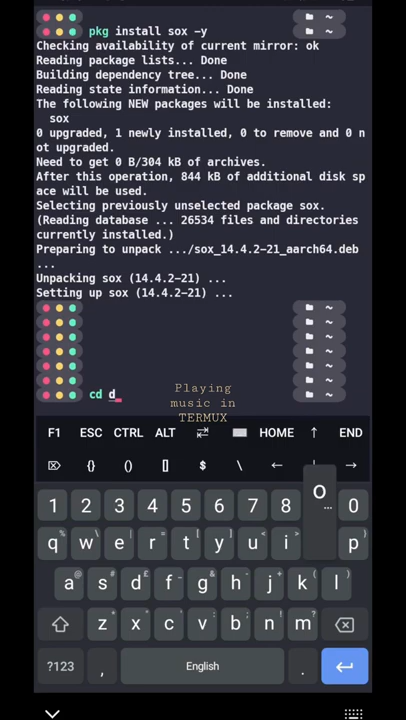 pkg install sox -y
~
Checking availability of current mirror: ok
Reading package lists... Done
Building dependency tree... Done
Reading state information... Done
The following NEW packages will be installed:
sox
0 upgraded, 1 newly installed, 0 to remove and 0 n
ot upgraded.
Need to get 0 B/304 kB of archives.
After this operation, 844 kB of additional disk sp
ace will be used.
Selecting previously unselected package sox.
(Reading database ... 26534 files and directories
currently installed.)
Preparing to unpack .../sox_14.4.2-21_aarch64.deb
...
Unpacking sox (14.4.2-21) ...
Setting up sox (14.4.2-21) ...
~
~
~
~
~
~
cd d ~
Playing
music in
TERMUX
F1 ESC CTRL ALT ⇄ HOME ↑ END
⌦ {} () [] $ \ ← ↓ →
1 2 3 4 5 6 7 8 0
o
...
q w e r t y u i p
% \ | = [ ] < > }
a s d f g h j k l
@ # £ _ & - + ( )
z x c v b n m
* " ' : ; ! ?
?123 , English .